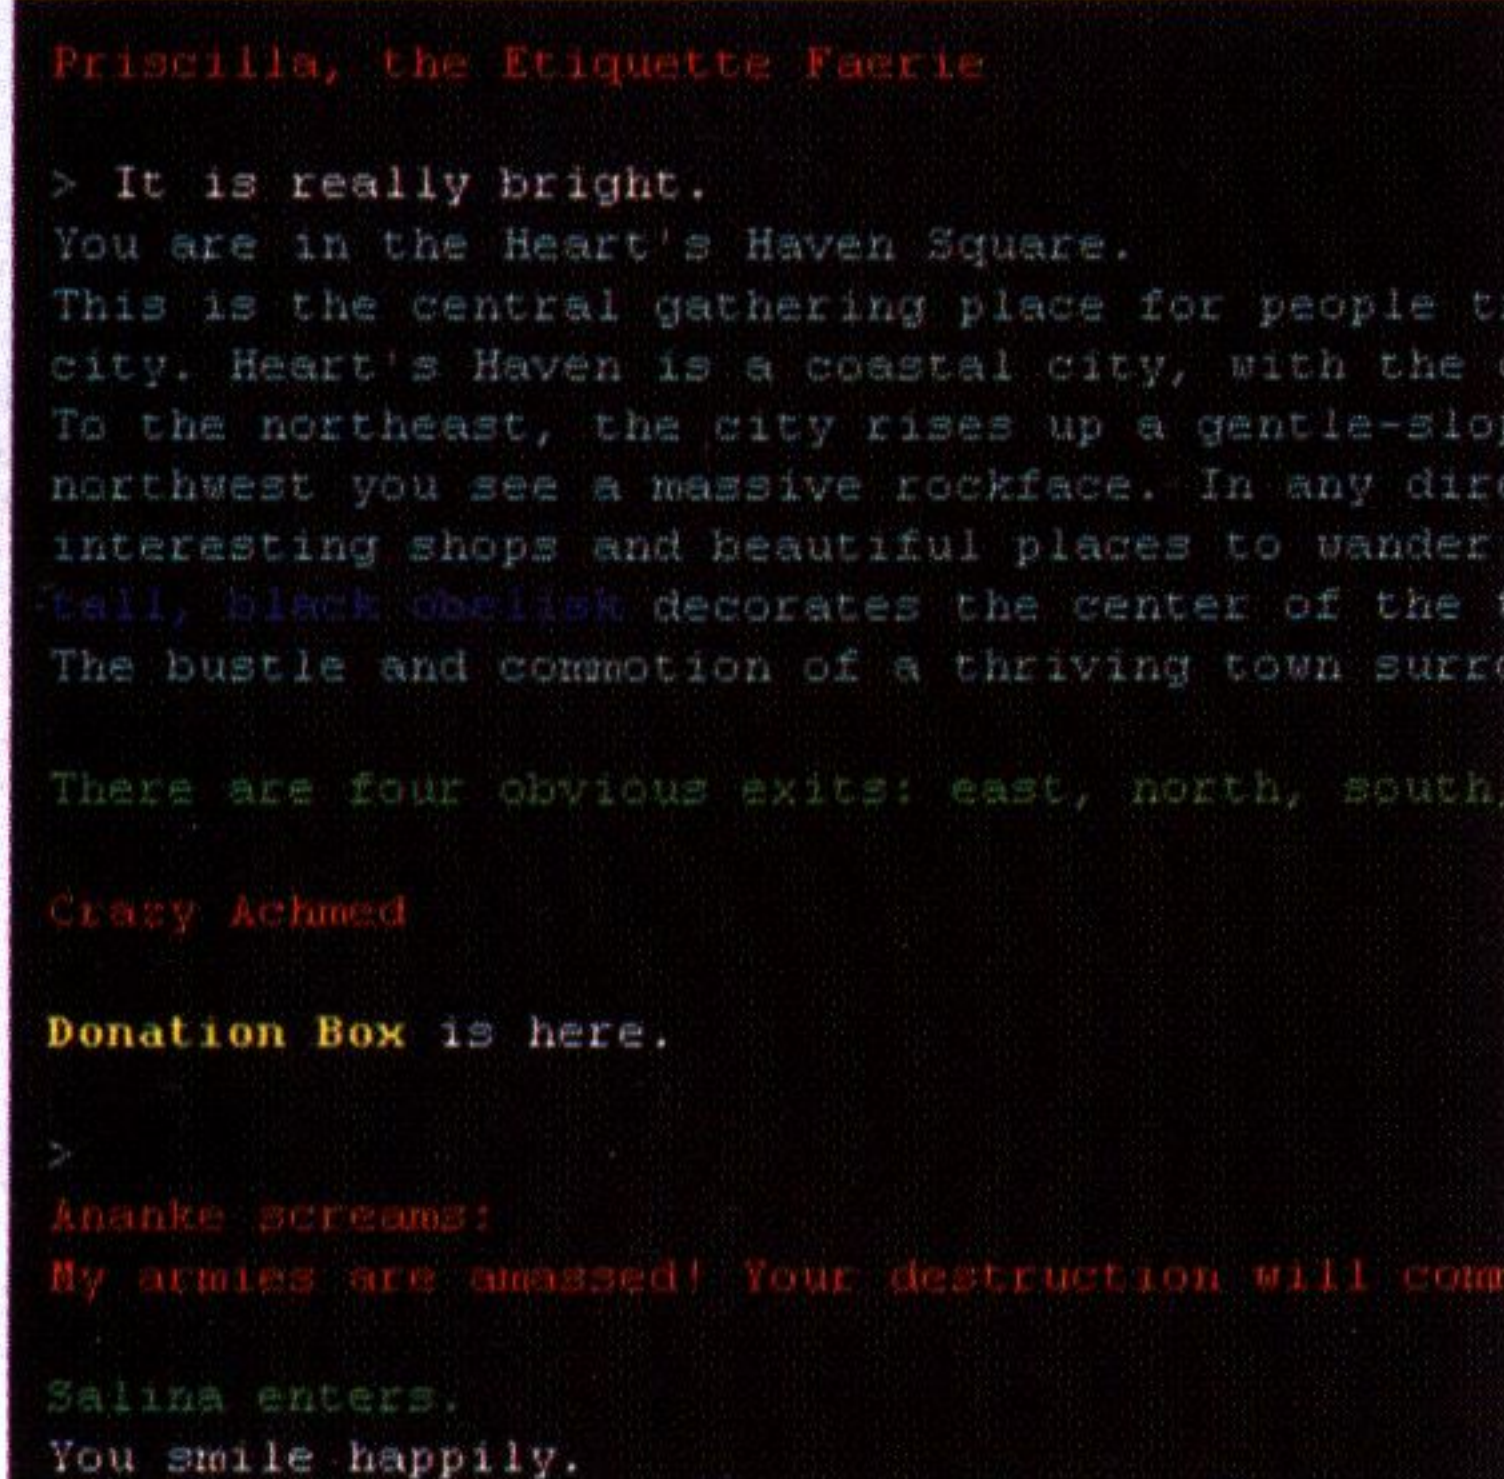 Priscilla, the Etiquette Faerie
> It is really bright.
You are in the Heart's Haven Square.
This is the central gathering place for people t
city. Heart's Haven is a coastal city, with the
To the northeast, the city rises up a gentle-slop
northwest you see a massive rockface. In any dire
interesting shops and beautiful places to wander
tall, black obelisk decorates the center of the
The bustle and commotion of a thriving town surro
There are four obvious exits: east, north, south,
Crazy Achmed
Donation Box is here.
>
Ananke screams:
My armies are amassed! Your destruction will comm
Salina enters.
You smile happily.